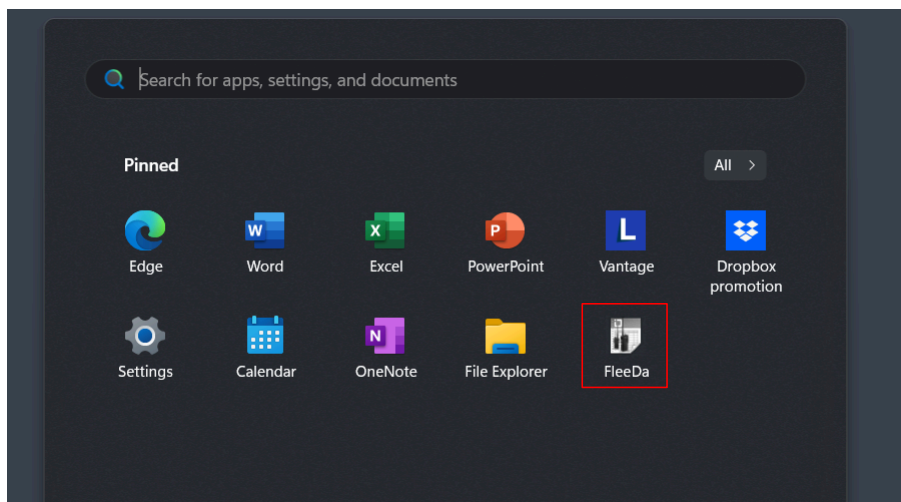 Search for apps, settings, and documents
Pinned
All
Edge
Word
Excel
PowerPoint
Vantage
Dropbox
promotion
Settings
Calendar
OneNote
File Explorer
FleeDa